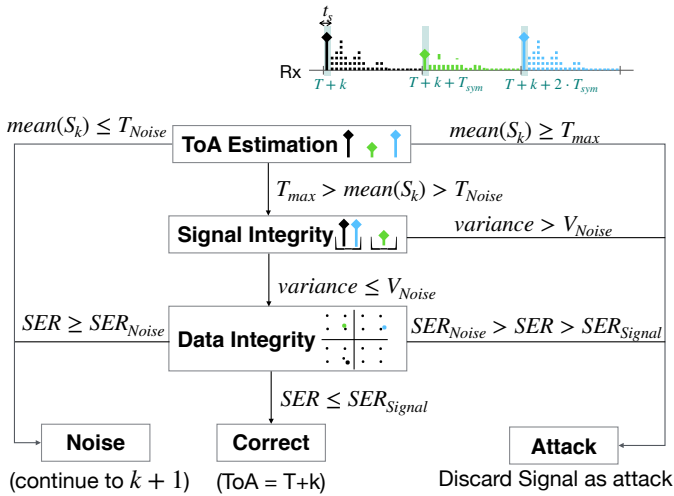 t_s
Rx
T + k
T + k + T_sym
T + k + 2 · T_sym
mean(S_k) ≤ T_Noise
ToA Estimation
mean(S_k) ≥ T_max
T_max > mean(S_k) > T_Noise
Signal Integrity
variance > V_Noise
variance ≤ V_Noise
SER ≥ SER_Noise
Data Integrity
SER_Noise > SER > SER_Signal
SER ≤ SER_Signal
Noise
(continue to k + 1)
Correct
(ToA = T+k)
Attack
Discard Signal as attack